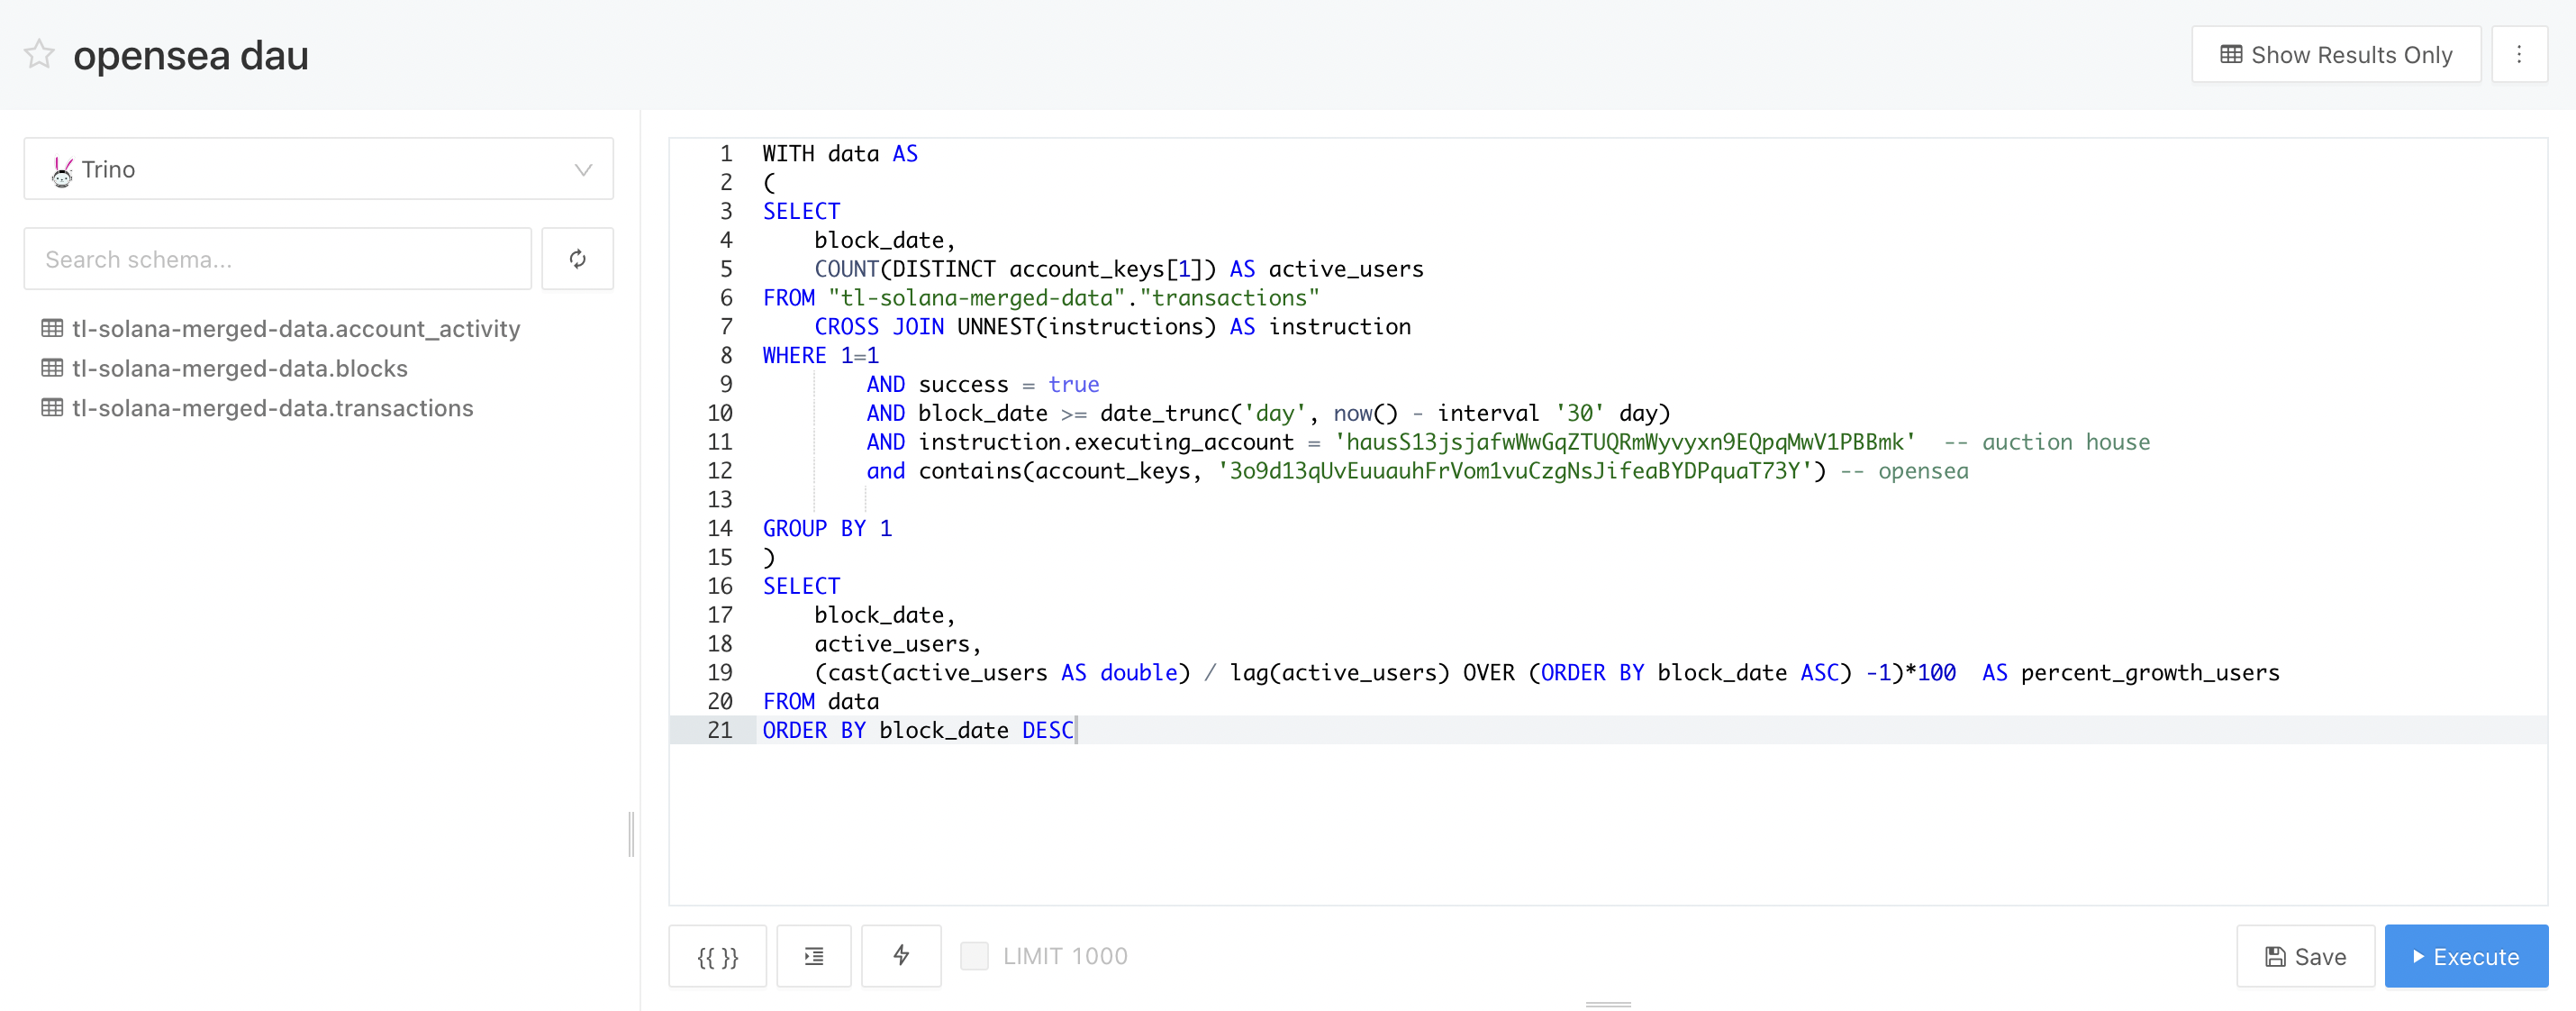 opensea dau
Show Results Only
Trino
Search schema...
tl-solana-merged-data.account_activity
tl-solana-merged-data.blocks
tl-solana-merged-data.transactions
1 WITH data AS
2 (
3 SELECT
4 block_date,
5 COUNT(DISTINCT account_keys[1]) AS active_users
6 FROM "tl-solana-merged-data"."transactions"
7 CROSS JOIN UNNEST(instructions) AS instruction
8 WHERE 1=1
9 AND success = true
10 AND block_date >= date_trunc('day', now() - interval '30' day)
11 AND instruction.executing_account = 'hausS13jsjafwWwGqZTUQRmWyvyxn9EQpqMwV1PBBmk' -- auction house
12 and contains(account_keys, '3o9d13qUvEuuauhFrVom1vuCzgNsJifeaBYDPquaT73Y') -- opensea
13
14 GROUP BY 1
15 )
16 SELECT
17 block_date,
18 active_users,
19 (cast(active_users AS double) / lag(active_users) OVER (ORDER BY block_date ASC) -1)*100 AS percent_growth_users
20 FROM data
21 ORDER BY block_date DESC
{{ }}
LIMIT 1000
Save
Execute